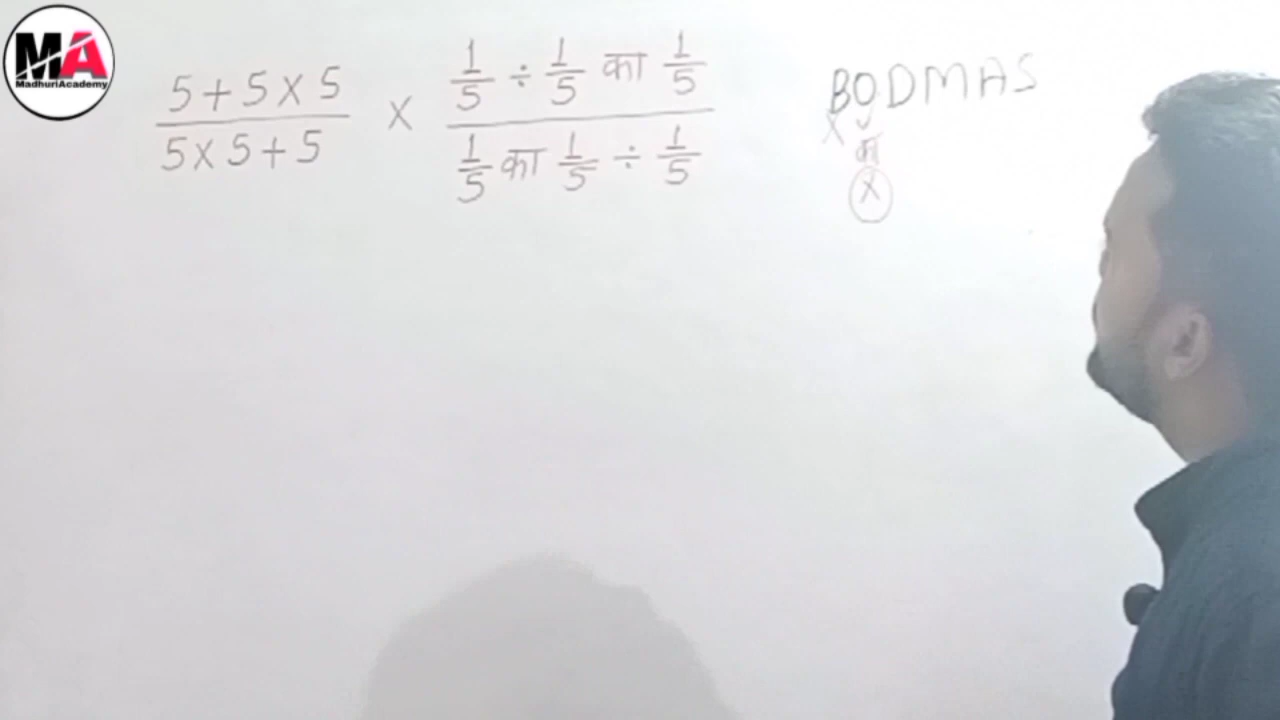 MA
MadhuriAcademy
5+5×5 / 5×5+5 × 1/5 ÷ 1/5 का 1/5 / 1/5 का 1/5 ÷ 1/5
BODMAS
× का
×